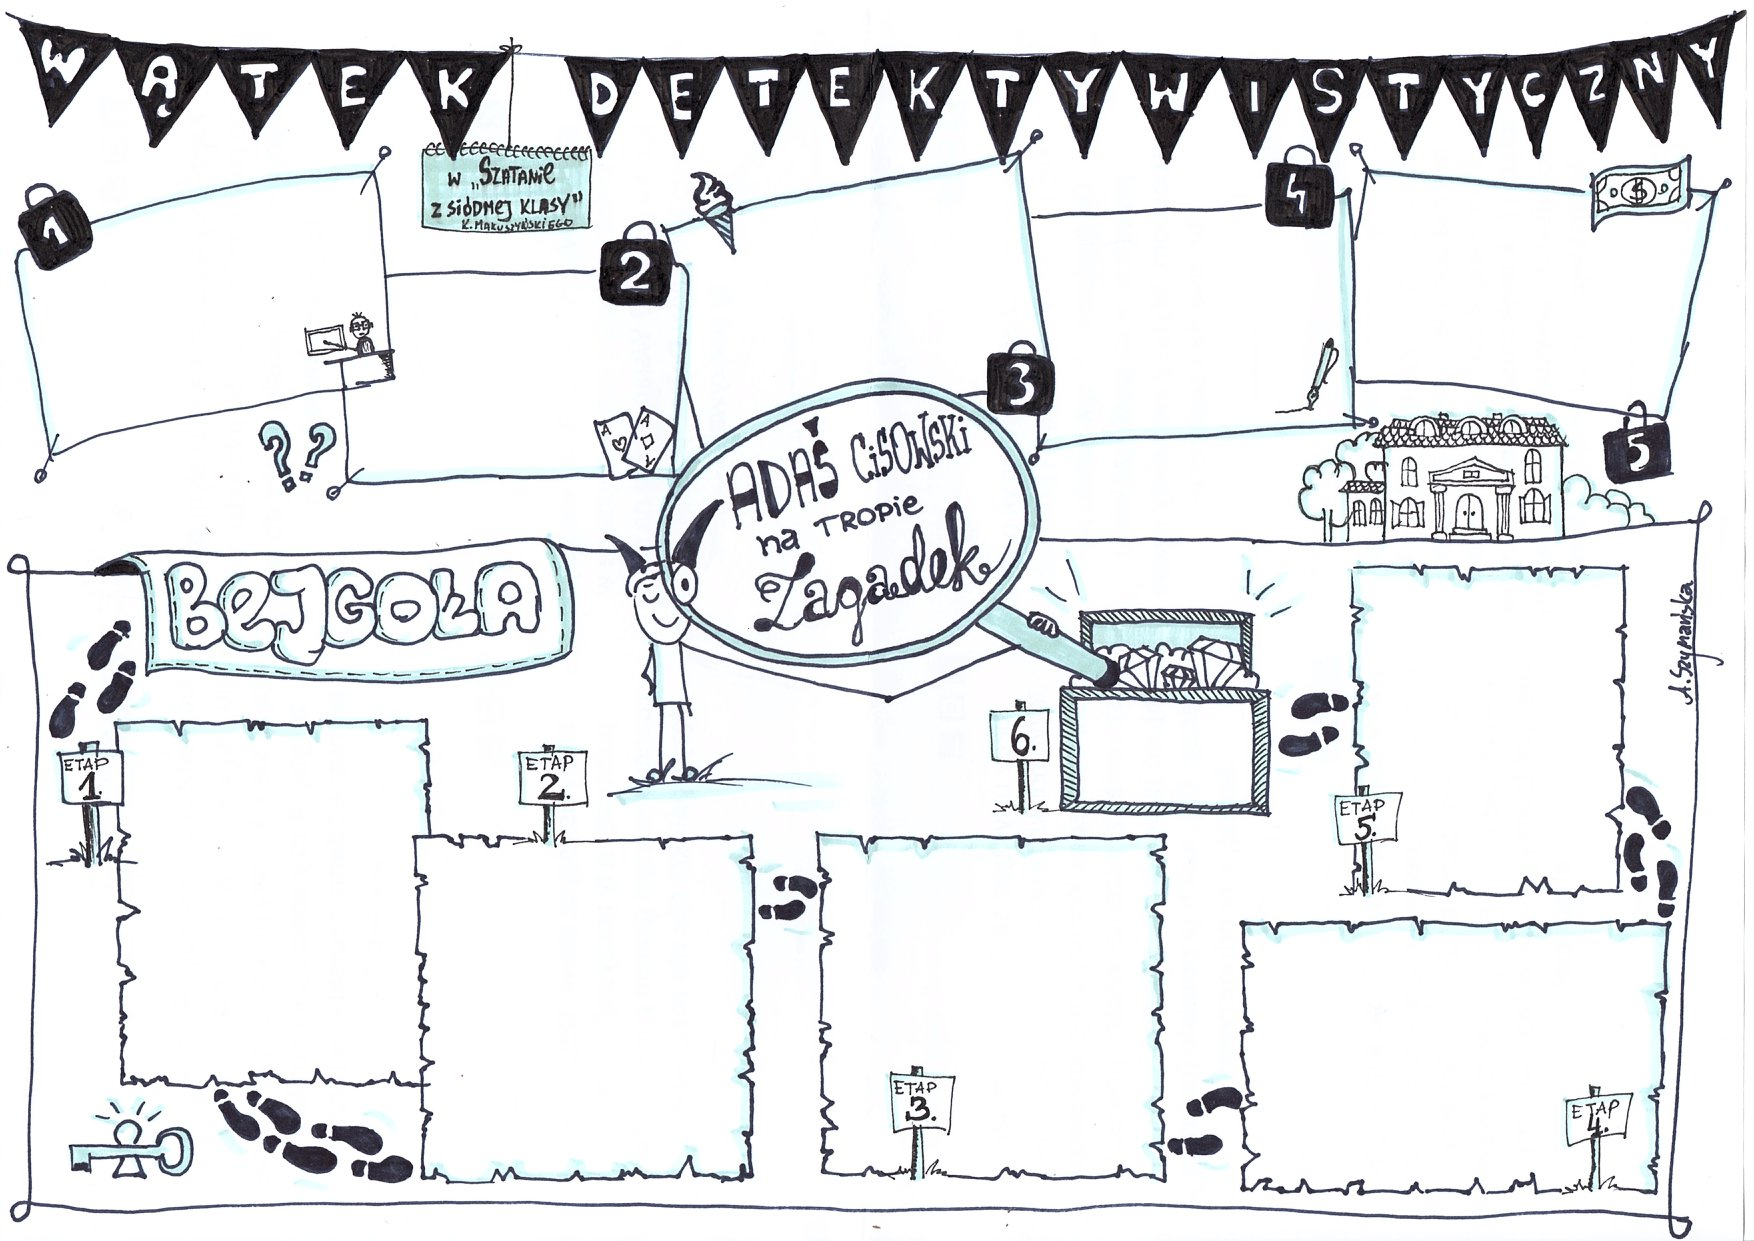 WĄTEK DETEKTYWISTYCZNY
W „SZATANIE
Z SIÓDMEJ KLASY"
K. MAKUSZYŃSKIEGO
1
2
3
4
5
$
A
A
ADAŚ CISOWSKI
na TROPIE
Zagadek
? ?
BEJGOŁA
ETAP
1.
ETAP
2.
ETAP
3.
ETAP
4.
ETAP
5.
6.
A. Szymańska